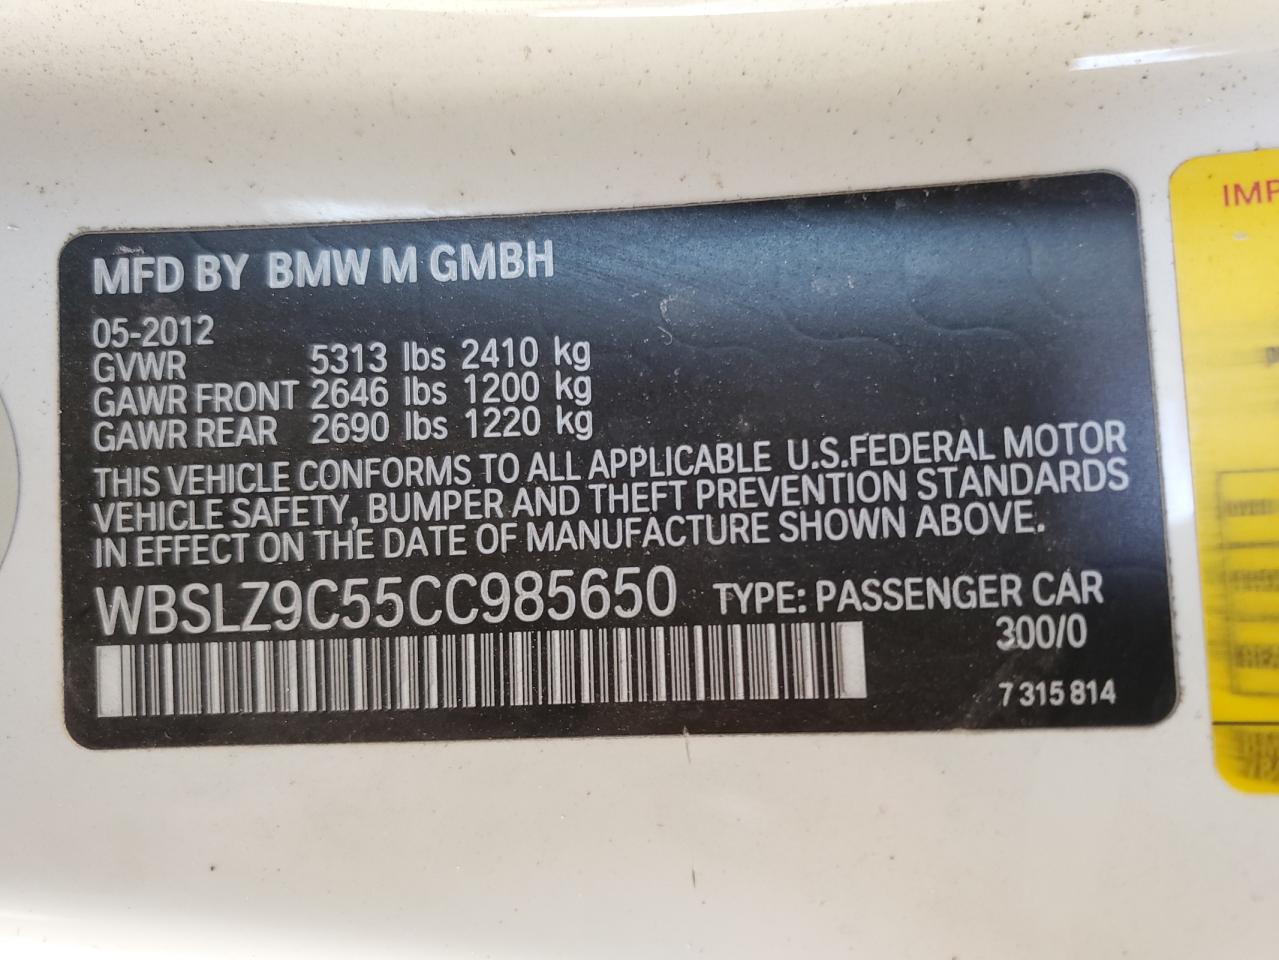 MFD BY BMW M GMBH
05-2012
GVWR 5313 lbs 2410 kg
GAWR FRONT 2646 lbs 1200 kg
GAWR REAR 2690 lbs 1220 kg
THIS VEHICLE CONFORMS TO ALL APPLICABLE U.S.FEDERAL MOTOR
VEHICLE SAFETY, BUMPER AND THEFT PREVENTION STANDARDS
IN EFFECT ON THE DATE OF MANUFACTURE SHOWN ABOVE.
WBSLZ9C55CC985650 TYPE: PASSENGER CAR
300/0
7 315 814
IMP